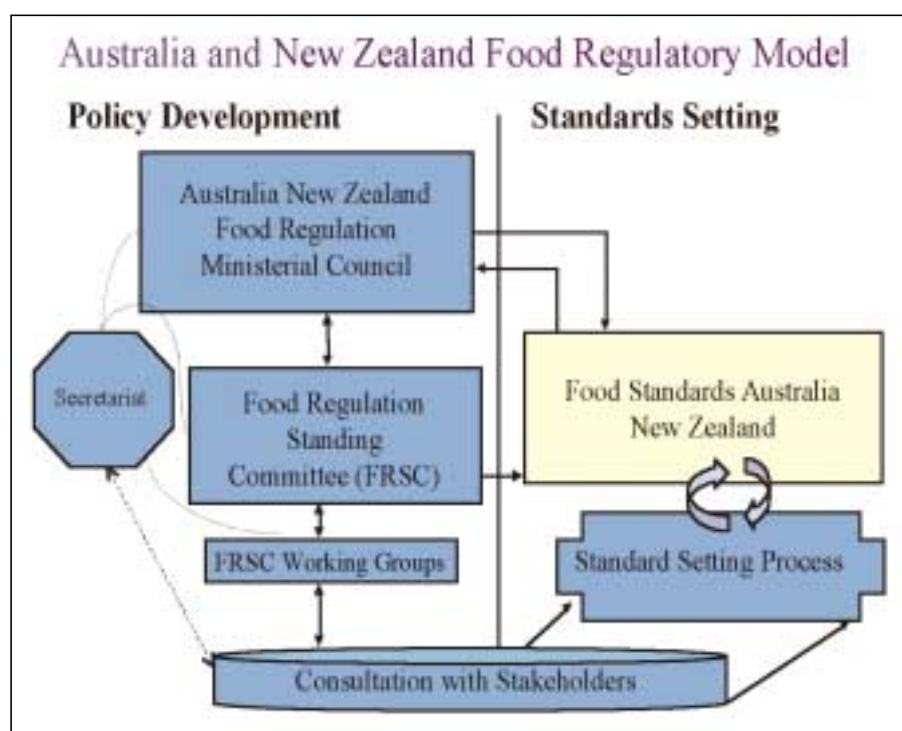 Australia and New Zealand Food Regulatory Model
Policy Development
Standards Setting
Australia New Zealand
Food Regulation
Ministerial Council
Secretariat
Food Regulation
Standing
Committee (FRSC)
Food Standards Australia
New Zealand
FRSC Working Groups
Standard Setting Process
Consultation with Stakeholders